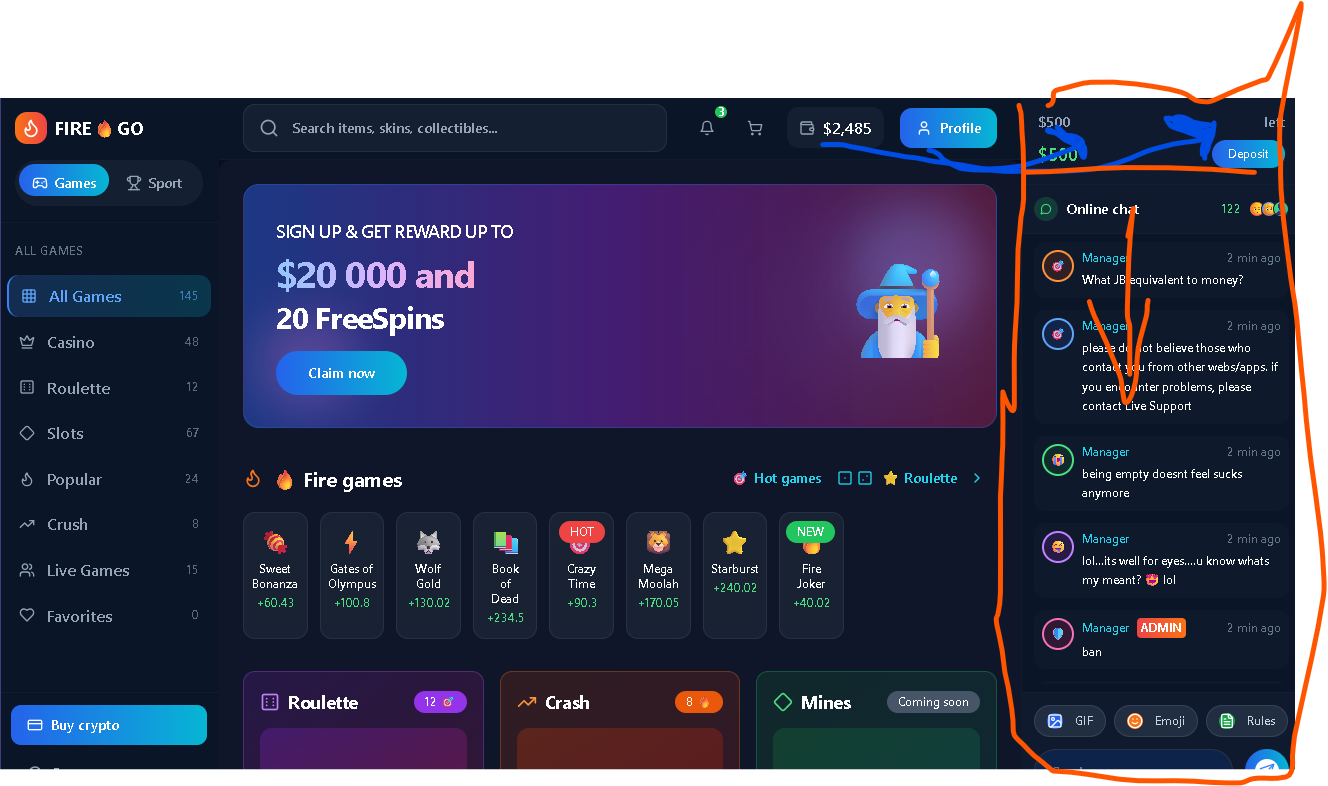 FIRE 🔥 GO
Search items, skins, collectibles...
3
$2,485
Profile
$500
left
$500
Deposit
Games
Sport
ALL GAMES
All Games 145
Casino 48
Roulette 12
Slots 67
Popular 24
Crush 8
Live Games 15
Favorites 0
Buy crypto
SIGN UP & GET REWARD UP TO
$20 000 and
20 FreeSpins
Claim now
Fire games
Hot games
Roulette
Sweet
Bonanza
+60.43
Gates of
Olympus
+100.8
Wolf
Gold
+130.02
Book
of
Dead
+234.5
HOT
Crazy
Time
+90.3
Mega
Moolah
+170.05
Starburst
+240.02
NEW
Fire
Joker
+40.02
Roulette 12
Crash 8
Mines Coming soon
Online chat 122
Manager 2 min ago
What JB equivalent to money?
Manager 2 min ago
please do not believe those who
contact you from other webs/apps. if
you encounter problems, please
contact Live Support
Manager 2 min ago
being empty doesnt feel sucks
anymore
Manager 2 min ago
lol...its well for eyes....u know whats
my meant? 😍 lol
Manager ADMIN 2 min ago
ban
GIF
Emoji
Rules